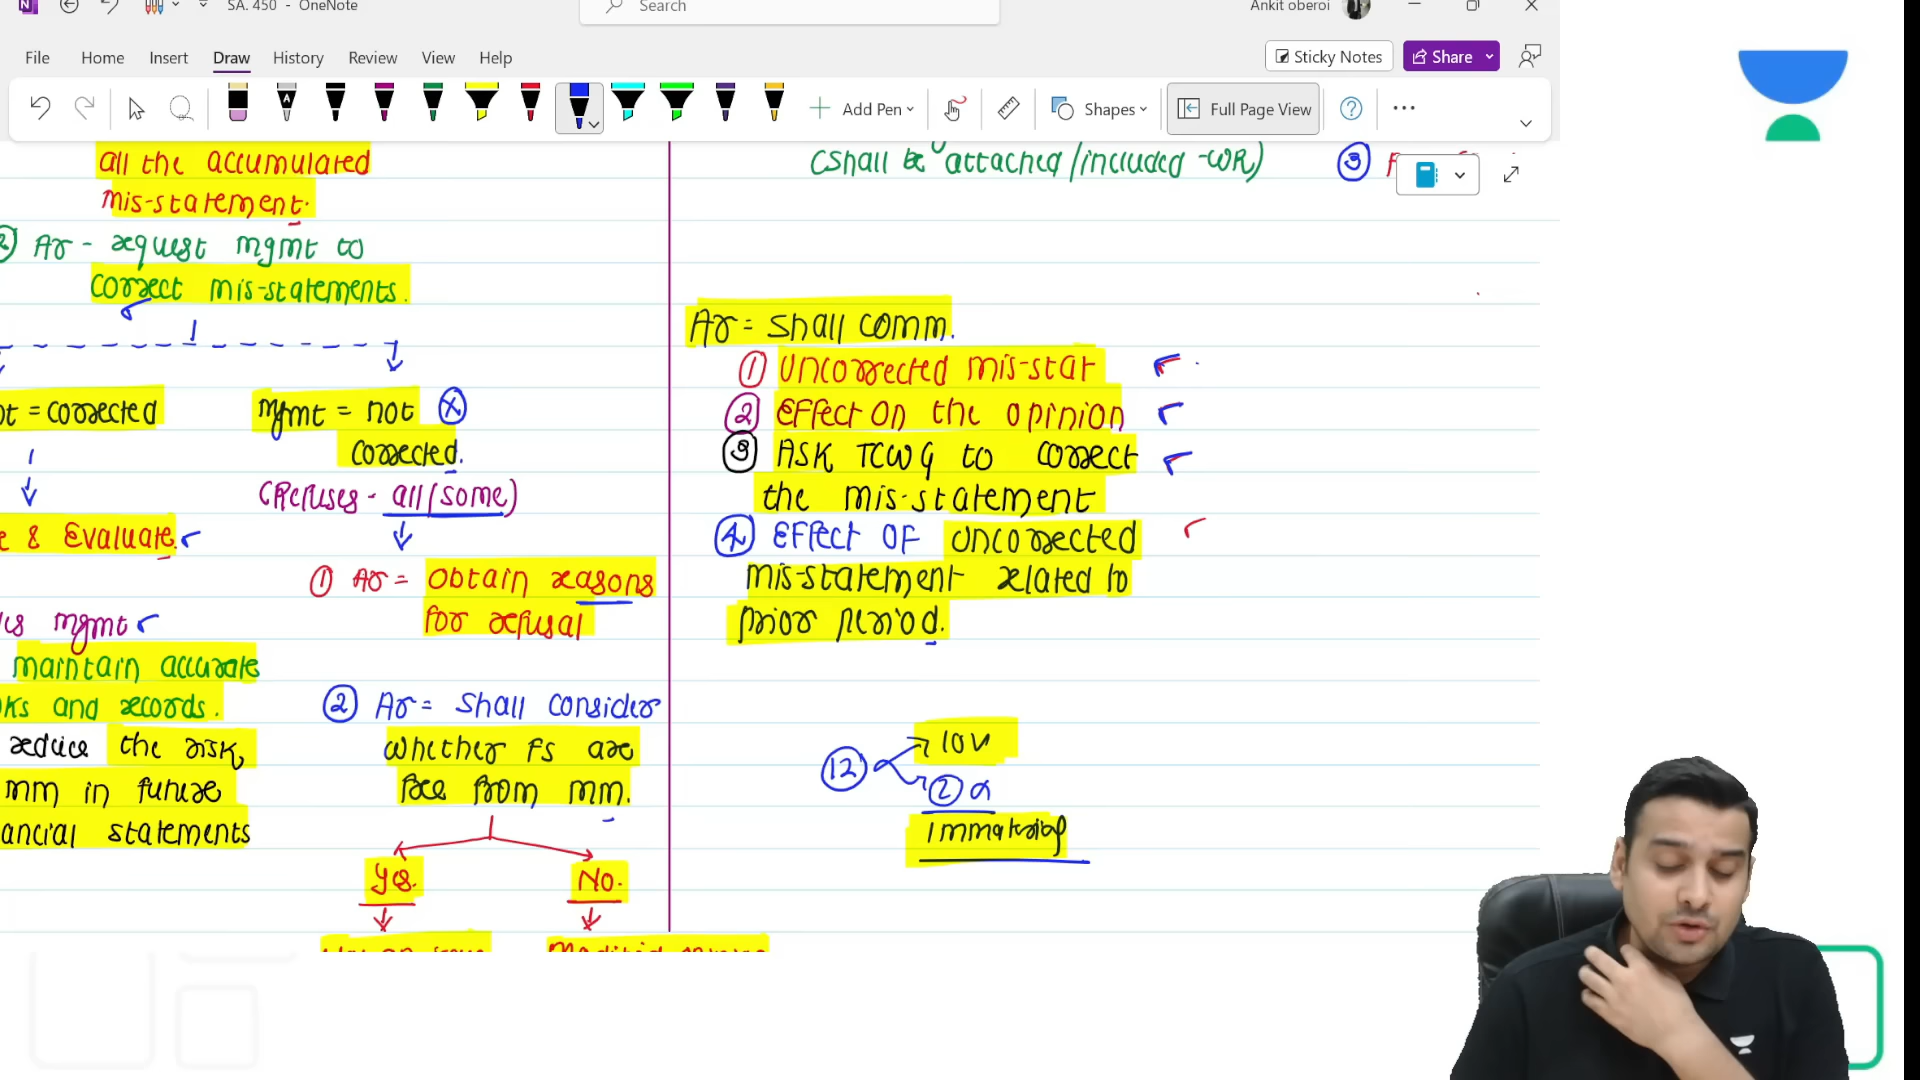 SA. 450 - OneNote
Search
Ankit oberoi
File Home Insert Draw History Review View Help
Sticky Notes
Share
Add Pen
Shapes
Full Page View
all the accumulated
mis-statement.
Ar - request mgmt to
correct mis-statements.
= corrected
mgmt = not
corrected.
(Refuses - all/some)
& Evaluate.
① Ar = obtain reasons
for refusal
mgmt
maintain accurate
and records.
reduce the risk
mm in future
statements
② Ar = shall consider
whether FS are
free from mm.
Yes. No.
(shall be attached/included -WR)
③
Ar = shall comm.
① Uncorrected mis-stat
② Effect on the opinion
③ ASK TCWG to correct
the mis-statement
④ Effect OF uncorrected
mis-statement related to
prior period.
⑫ 10
②
immaterial